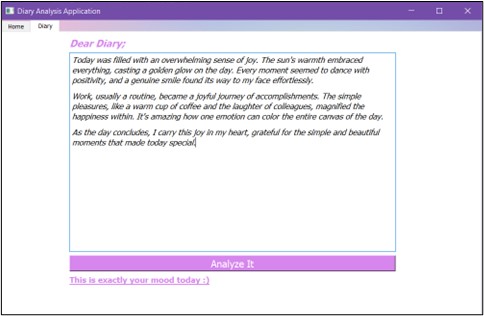 Diary Analysis Application
Home Diary
Dear Diary;
Today was filled with an overwhelming sense of joy. The sun's warmth embraced
everything, casting a golden glow on the day. Every moment seemed to dance with
positivity, and a genuine smile found its way to my face effortlessly.
Work, usually a routine, became a joyful journey of accomplishments. The simple
pleasures, like a warm cup of coffee and the laughter of colleagues, magnified the
happiness within. It's amazing how one emotion can color the entire canvas of the day.
As the day concludes, I carry this joy in my heart, grateful for the simple and beautiful
moments that made today special.
Analyze It
This is exactly your mood today :)